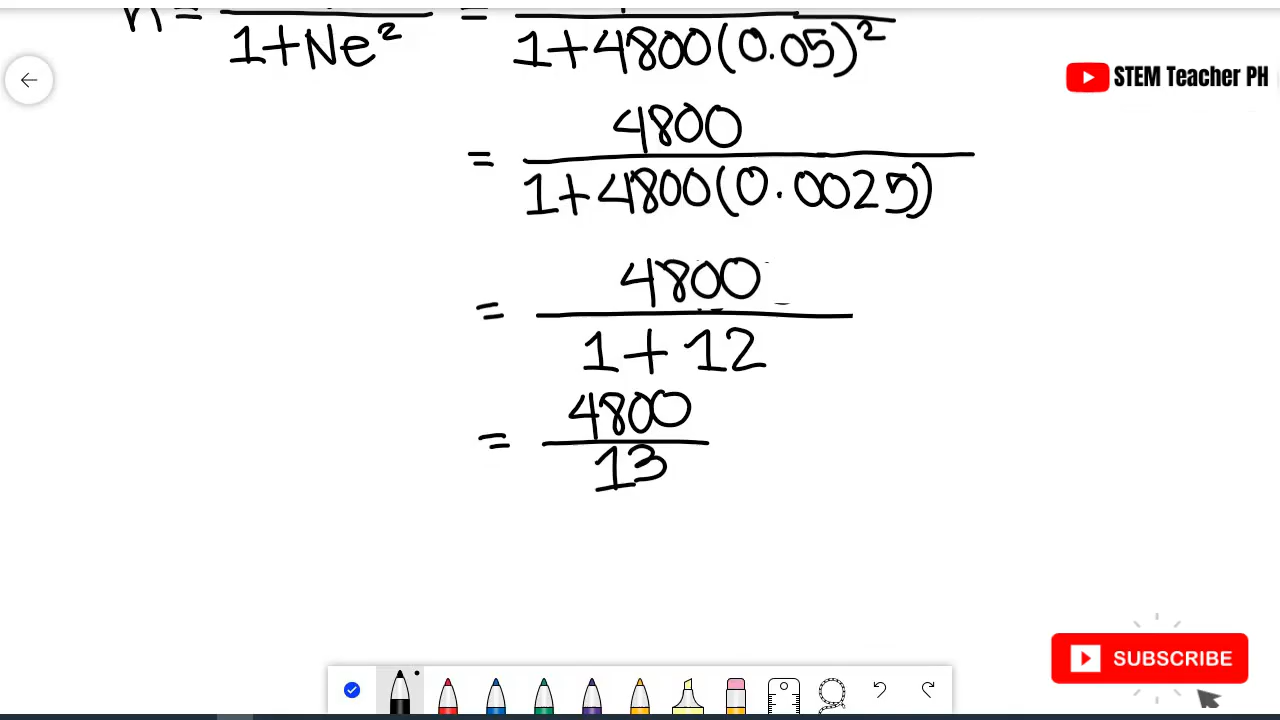 n = = 
1+Ne² 1+4800(0.05)²
STEM Teacher PH
= 4800
1+4800(0.0025)
= 4800
1+12
= 4800
13
SUBSCRIBE